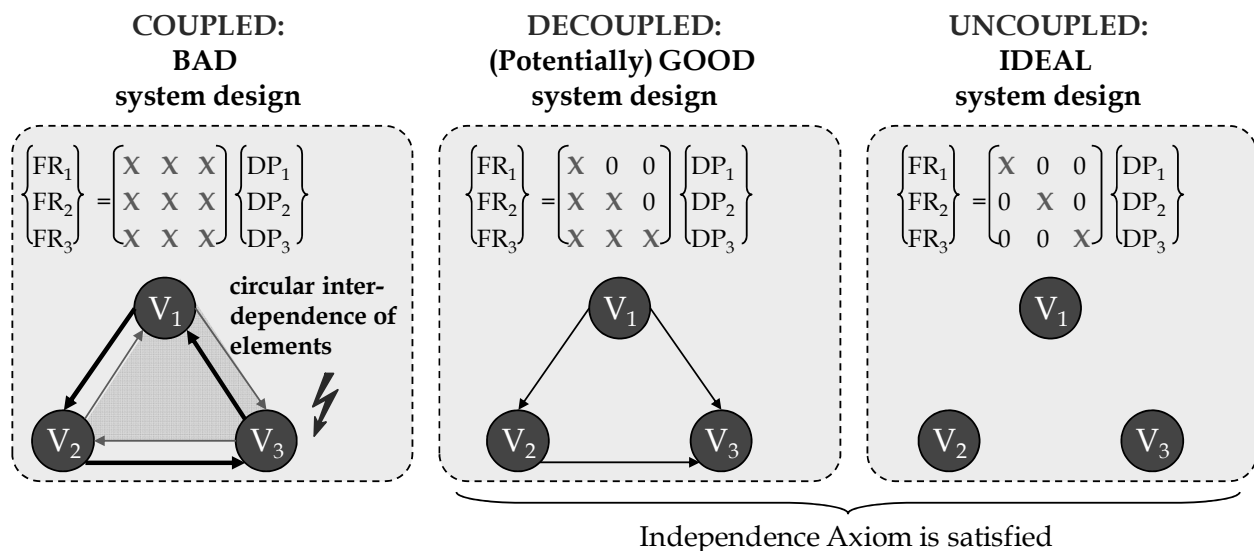 COUPLED:
BAD
system design
FR₁ X X X DP₁
FR₂ = X X X DP₂
FR₃ X X X DP₃
circular inter-
dependence of
elements
V₁
V₂
V₃
DECOUPLED:
(Potentially) GOOD
system design
FR₁ X 0 0 DP₁
FR₂ = X X 0 DP₂
FR₃ X X X DP₃
V₁
V₂
V₃
UNCOUPLED:
IDEAL
system design
FR₁ X 0 0 DP₁
FR₂ = 0 X 0 DP₂
FR₃ 0 0 X DP₃
V₁
V₂
V₃
Independence Axiom is satisfied